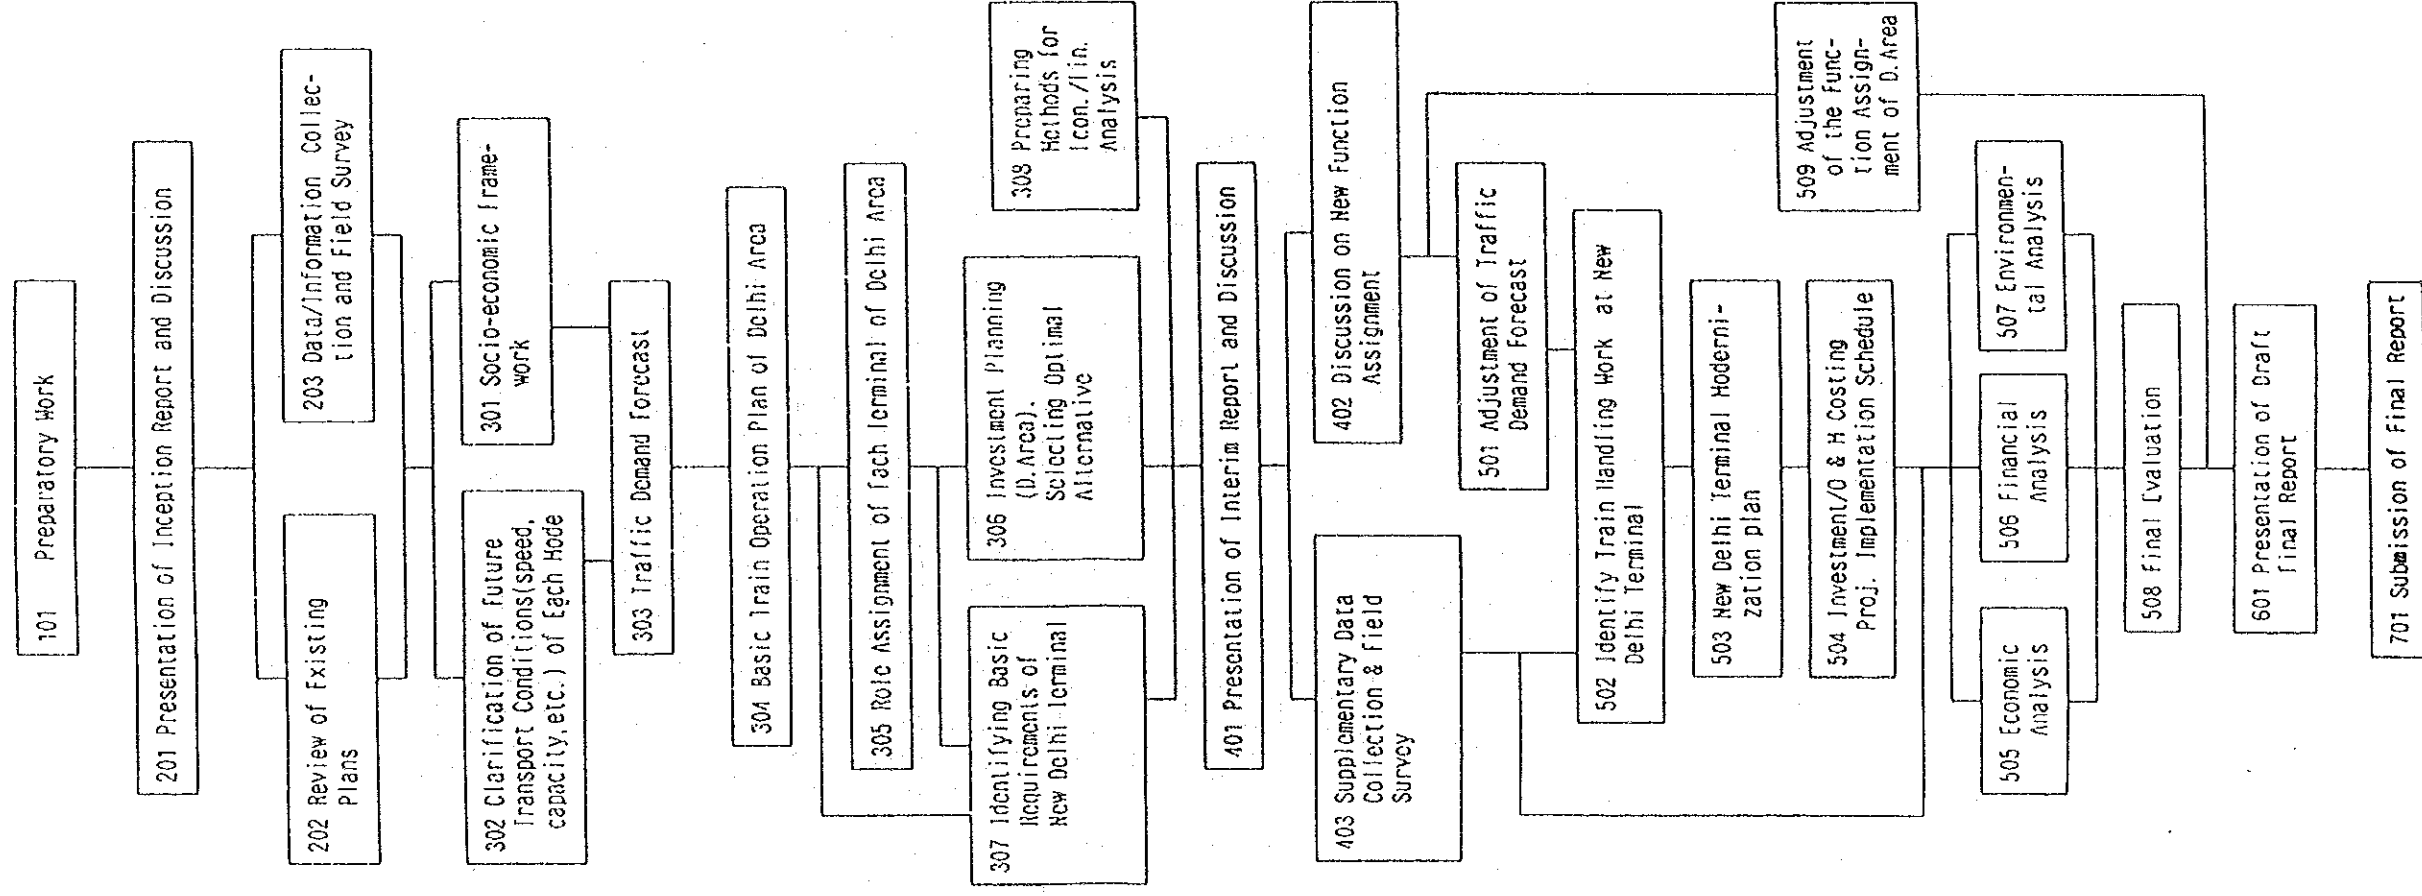 101 Preparatory Work
201 Presentation of Inception Report and Discussion
202 Review of Existing
Plans
203 Data/Information Collec-
tion and Field Survey
302 Clarification of Future
Transport Conditions(speed,
capacity,etc.) of Each Mode
301 Socio-economic Frame-
work
303 Traffic Demand Forecast
304 Basic Train Operation Plan of Delhi Area
305 Role Assignment of Each Terminal of Delhi Area
307 Identifying Basic
Requirements of
New Delhi Terminal
306 Investment Planning
(D.Area).
Selecting Optimal
Alternative
308 Preparing
Methods for
Econ./Fin.
Analysis
401 Presentation of Interim Report and Discussion
403 Supplementary Data
Collection & Field
Survey
402 Discussion on New Function
Assignment
501 Adjustment of Traffic
Demand Forecast
502 Identify Train Handling Work at New
Delhi Terminal
503 New Delhi Terminal Moderni-
zation plan
504 Investment/O & M Costing
Proj. Implementation Schedule
509 Adjustment
of the Func-
tion Assign-
ment of D.Area
505 Economic
Analysis
506 Financial
Analysis
507 Environmen-
tal Analysis
508 Final Evaluation
601 Presentation of Draft
Final Report
701 Submission of Final Report